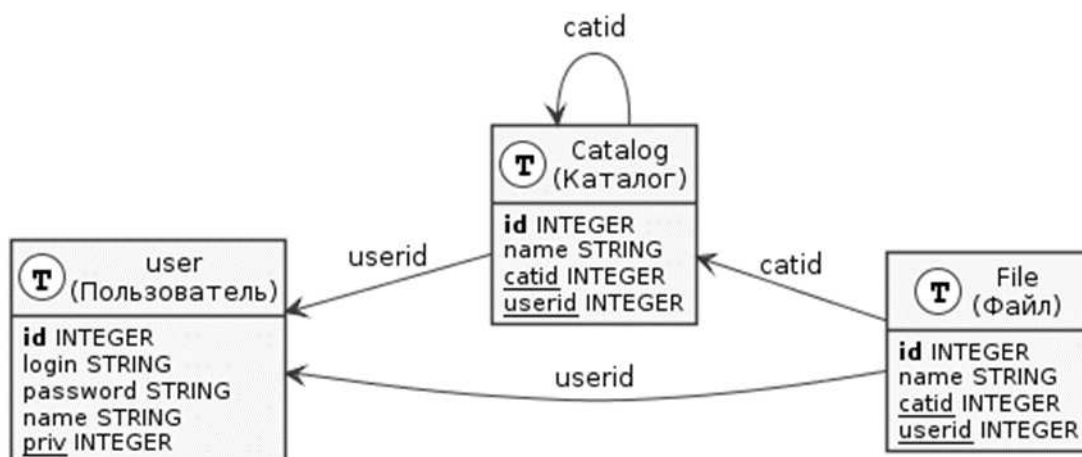 catid
T
Catalog
(Каталог)
id INTEGER
name STRING
catid INTEGER
userid INTEGER
userid
catid
userid
T
user
(Пользователь)
id INTEGER
login STRING
password STRING
name STRING
priv INTEGER
T
File
(Файл)
id INTEGER
name STRING
catid INTEGER
userid INTEGER